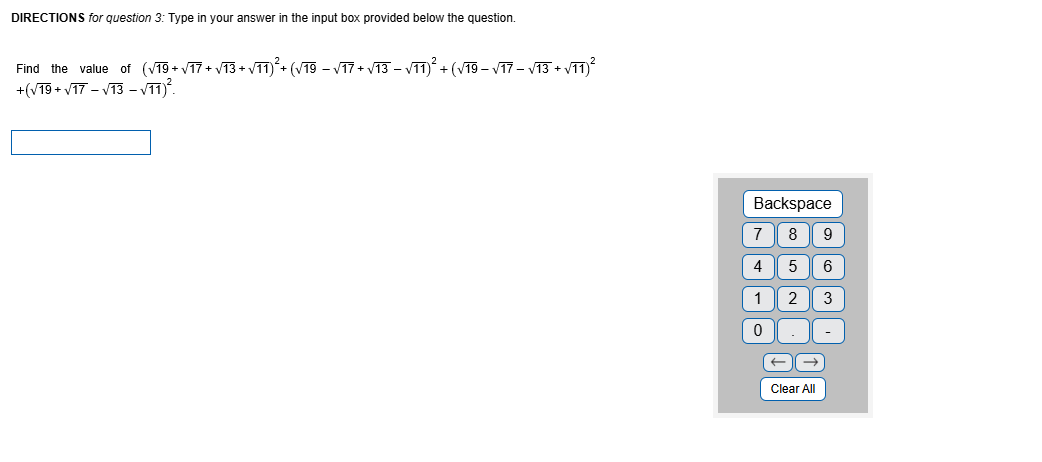 DIRECTIONS for question 3: Type in your answer in the input box provided below the question.
Find the value of (√19 + √17 + √13 + √11)² + (√19 − √17 + √13 − √11)² + (√19 − √17 − √13 + √11)²
+(√19 + √17 − √13 − √11)².
Backspace
7 8 9
4 5 6
1 2 3
0 . -
← →
Clear All